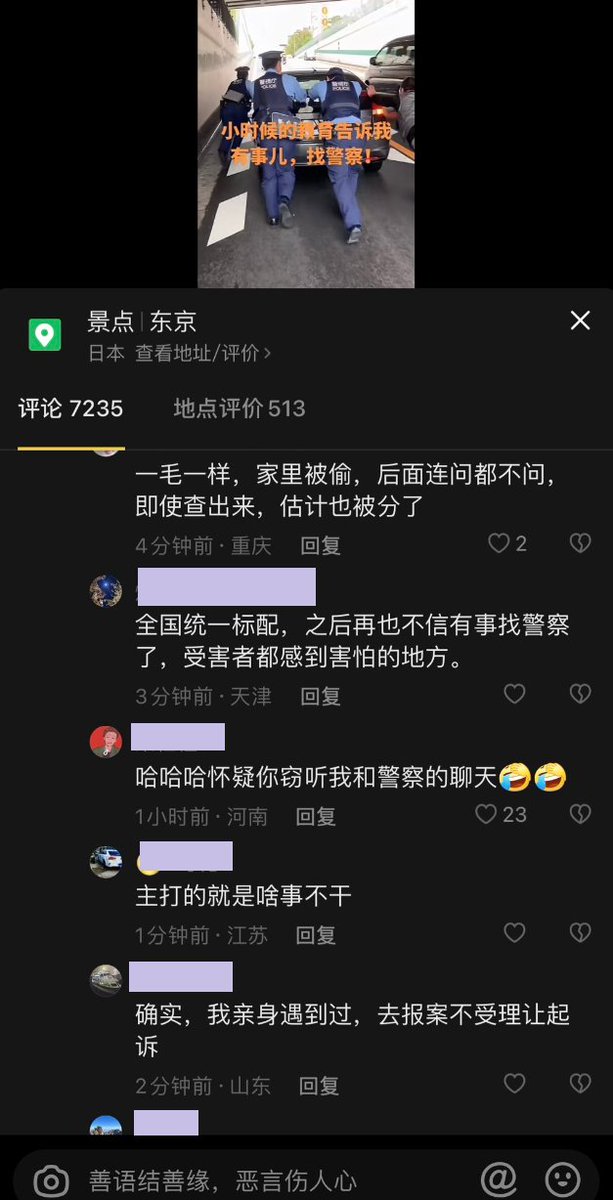 警視庁
POLICE
警視庁
POLICE
小时候的教育告诉我
有事儿，找警察！
景点 | 东京
日本 查看地址/评价 >
评论 7235
地点评价 513
一毛一样，家里被偷，后面连问都不问，
即使查出来，估计也被分了
4分钟前 · 重庆 回复 2
全国统一标配，之后再也不信有事找警察
了，受害者都感到害怕的地方。
3分钟前 · 天津 回复
哈哈哈怀疑你窃听我和警察的聊天🤣🤣
1小时前 · 河南 回复 23
主打的就是啥事不干
1分钟前 · 江苏 回复
确实，我亲身遇到过，去报案不受理让起
诉
2分钟前 · 山东 回复
善语结善缘，恶言伤人心
@